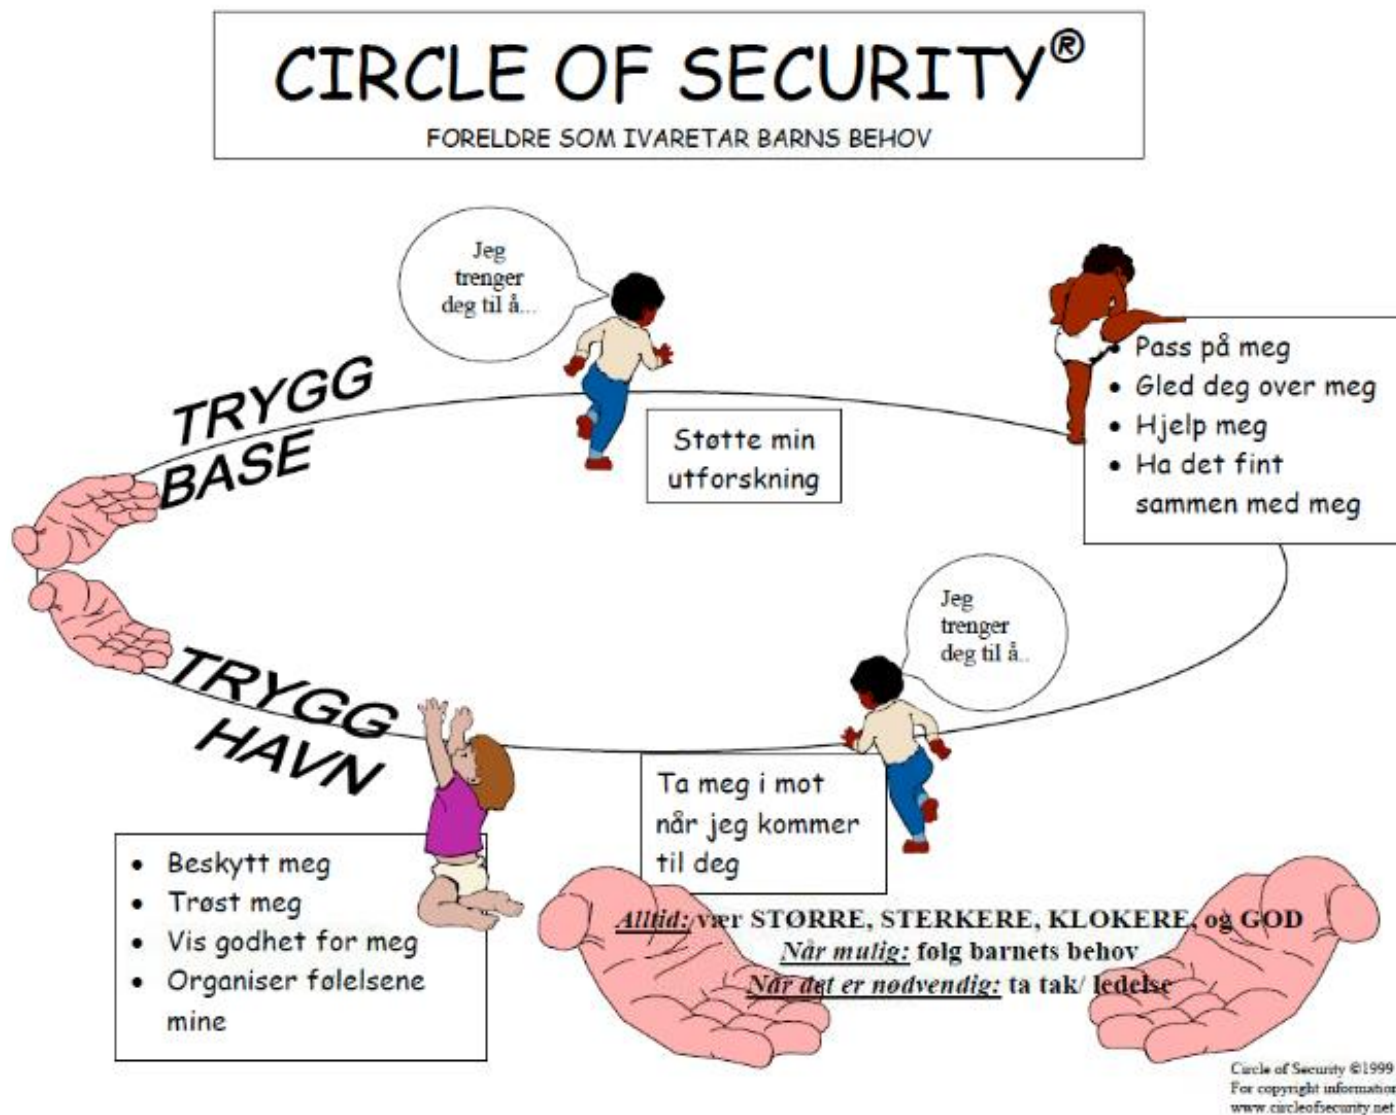 CIRCLE OF SECURITY®
FORELDRE SOM IVARETAR BARNS BEHOV
Jeg
trenger
deg til å...
TRYGG
BASE
Støtte min
utforskning
• Pass på meg
• Gled deg over meg
• Hjelp meg
• Ha det fint
sammen med meg
Jeg
trenger
deg til å..
TRYGG
HAVN
Ta meg i mot
når jeg kommer
til deg
• Beskytt meg
• Trøst meg
• Vis godhet for meg
• Organiser følelsene
mine
Alltid: vær STØRRE, STERKERE, KLOKERE, og GOD
Når mulig: følg barnets behov
Når det er nødvendig: ta tak/ ledelse
Circle of Security ©1999
For copyright information
www.circleofsecurity.net